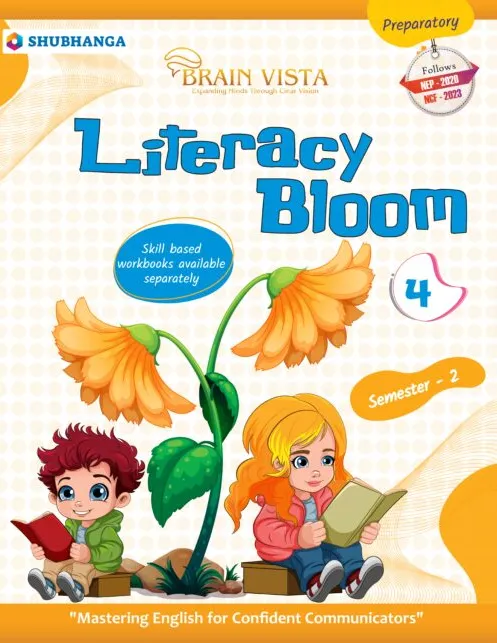 SHUBHANGA
Preparatory
Follows
NEP - 2020
NCF - 2023
BRAIN VISTA
Expanding Minds Through Clear Vision
Literacy
Bloom
Skill based
workbooks available
separately
4
Semester - 2
"Mastering English for Confident Communicators"